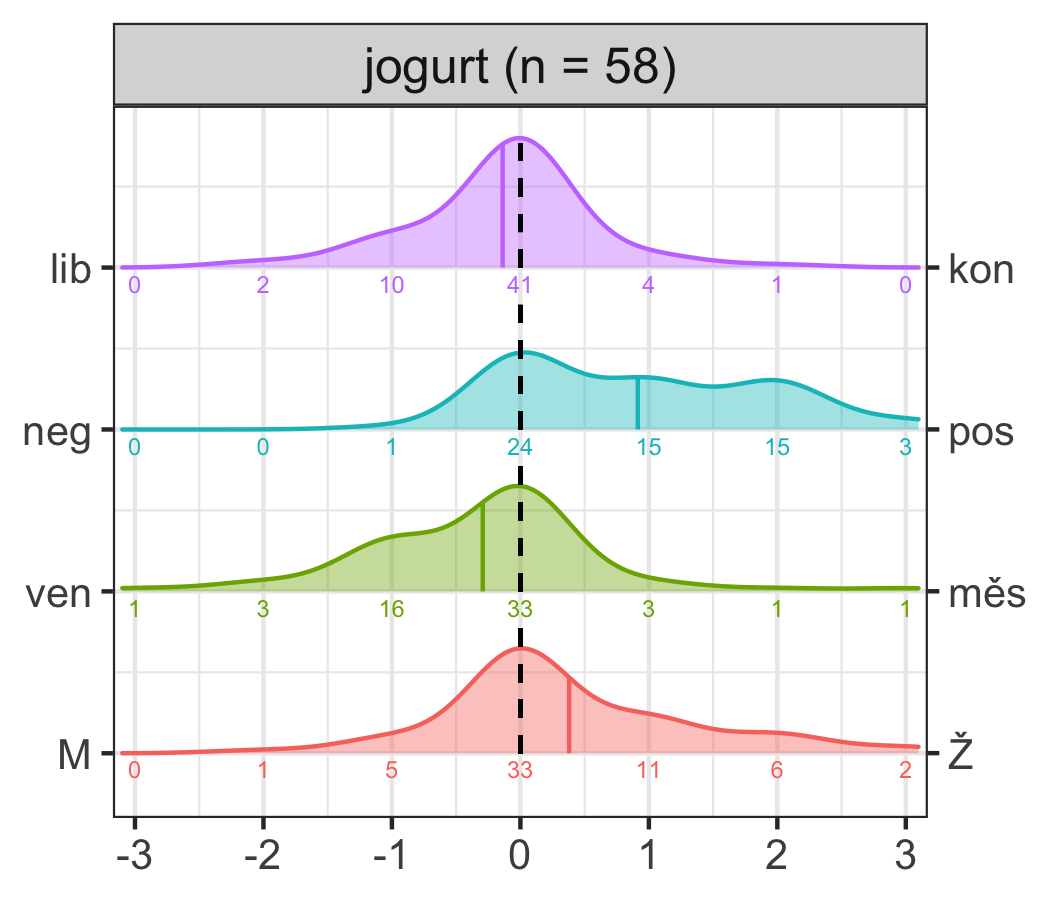 jogurt (n = 58)
lib kon
0 2 10 41 4 1 0
neg pos
0 0 1 24 15 15 3
ven měs
1 3 16 33 3 1 1
M Ž
0 1 5 33 11 6 2
-3 -2 -1 0 1 2 3